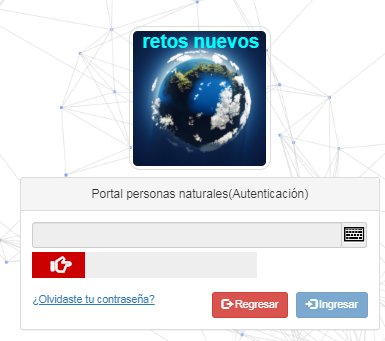 retos nuevos
Portal personas naturales(Autenticación)
¿Olvidaste tu contraseña?
Regresar
Ingresar